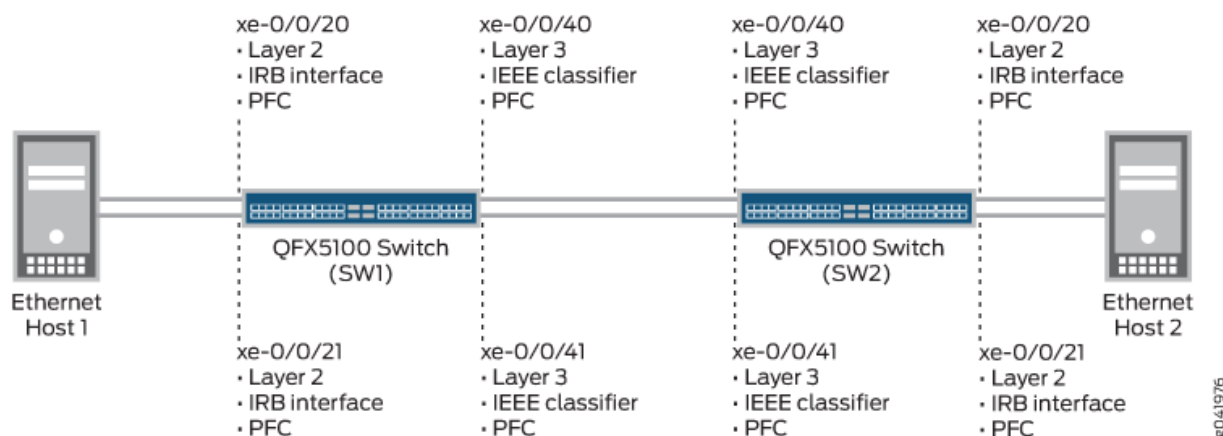 xe-0/0/20
· Layer 2
· IRB interface
· PFC
xe-0/0/40
· Layer 3
· IEEE classifier
· PFC
xe-0/0/40
· Layer 3
· IEEE classifier
· PFC
xe-0/0/20
· Layer 2
· IRB interface
· PFC
Ethernet
Host 1
QFX5100 Switch
(SW1)
QFX5100 Switch
(SW2)
Ethernet
Host 2
xe-0/0/21
· Layer 2
· IRB interface
· PFC
xe-0/0/41
· Layer 3
· IEEE classifier
· PFC
xe-0/0/41
· Layer 3
· IEEE classifier
· PFC
xe-0/0/21
· Layer 2
· IRB interface
· PFC
g041976